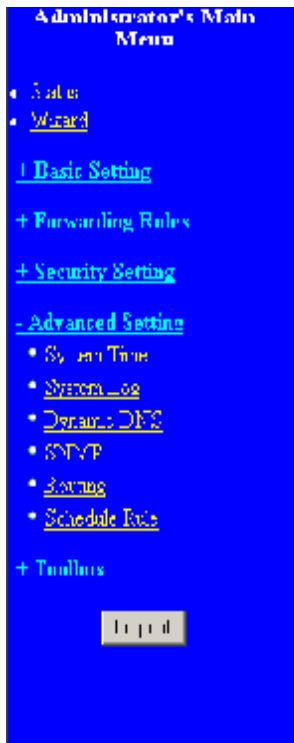 Administrator's Main
Menu
Status
Wizard
+ Basic Setting
+ Forwarding Rules
+ Security Setting
- Advanced Setting
System Time
System Log
Dynamic DNS
SNMP
Routing
Schedule Rule
+ Toolbox